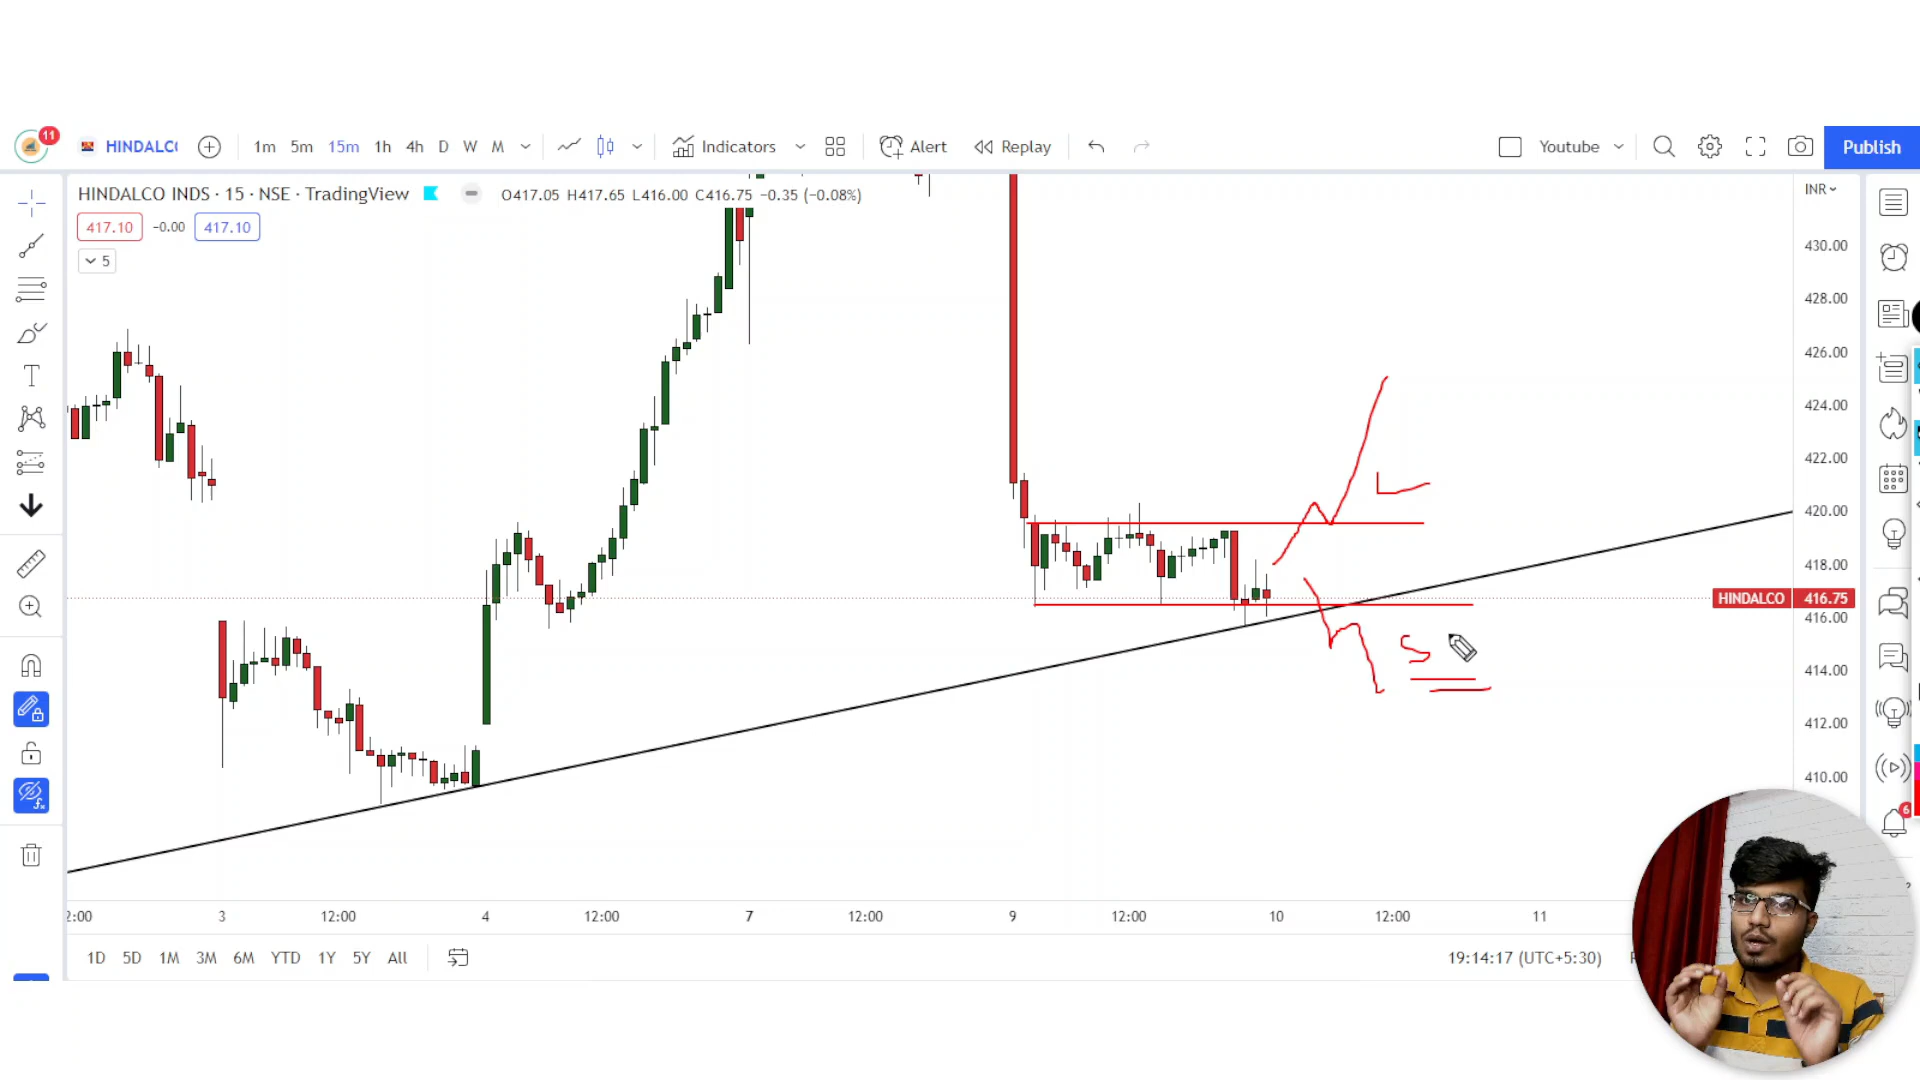 11
HINDALC
1m 5m 15m 1h 4h D W M
Indicators
Alert
Replay
Youtube
Publish
HINDALCO INDS · 15 · NSE · TradingView
O417.05 H417.65 L416.00 C416.75 −0.35 (−0.08%)
INR
417.10 −0.00 417.10
5
430.00
428.00
426.00
424.00
422.00
L
420.00
418.00
HINDALCO 416.75
416.00
S
414.00
412.00
410.00
6
2:00 3 12:00 4 12:00 7 12:00 9 12:00 10 12:00 11
1D 5D 1M 3M 6M YTD 1Y 5Y All
19:14:17 (UTC+5:30)